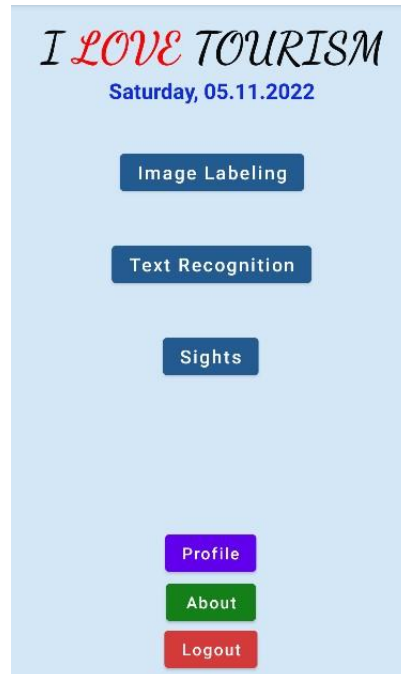 I LOVE TOURISM
Saturday, 05.11.2022
Image Labeling
Text Recognition
Sights
Profile
About
Logout